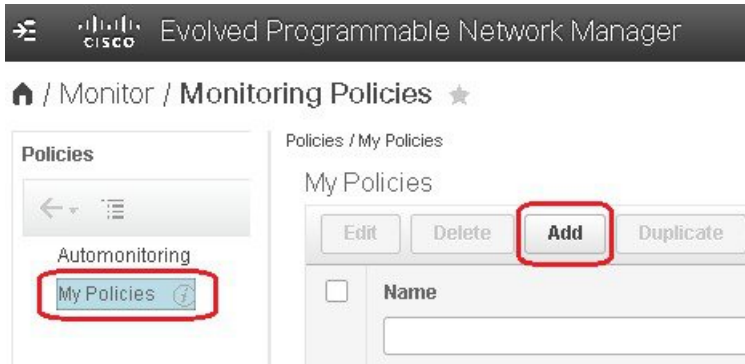 CISCO Evolved Programmable Network Manager
/ Monitor / Monitoring Policies
Policies
Policies / My Policies
My Policies
Edit Delete Add Duplicate
Automonitoring
My Policies
Name